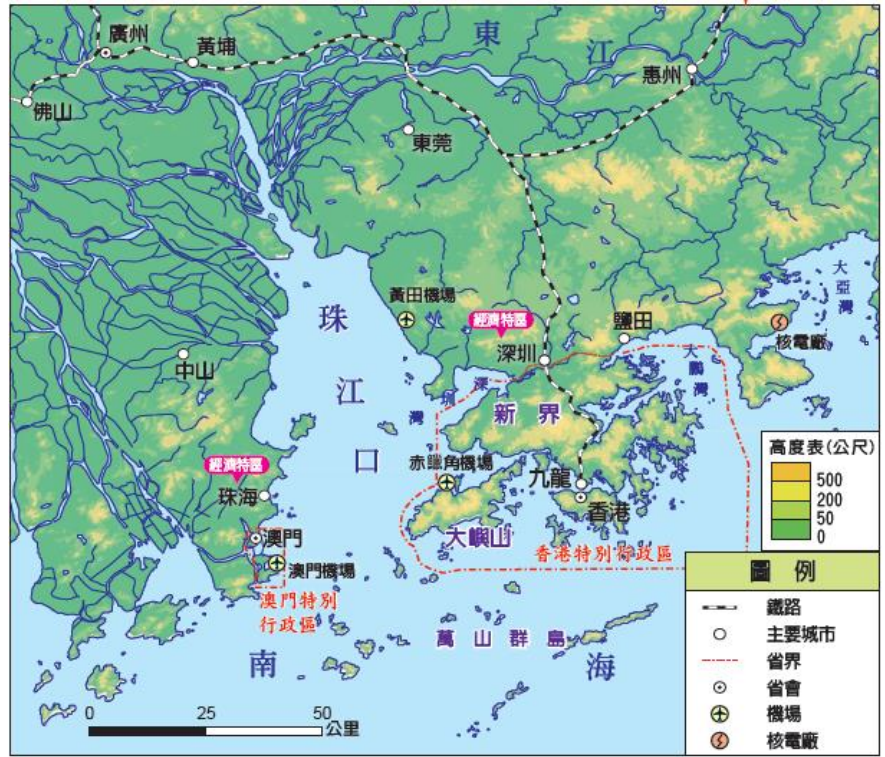 東江
廣州
黃埔
惠州
佛山
東莞
大亞灣
黃田機場
經濟特區
鹽田
核電廠
珠江口
深圳
中山
大鵬灣
深圳灣
新界
高度表(公尺)
500
200
50
0
經濟特區
赤鱲角機場
九龍
珠海
香港
澳門
大嶼山
香港特別行政區
澳門機場
澳門特別
行政區
萬山群島
南海
0 25 50
公里
圖例
鐵路
主要城市
省界
省會
機場
核電廠